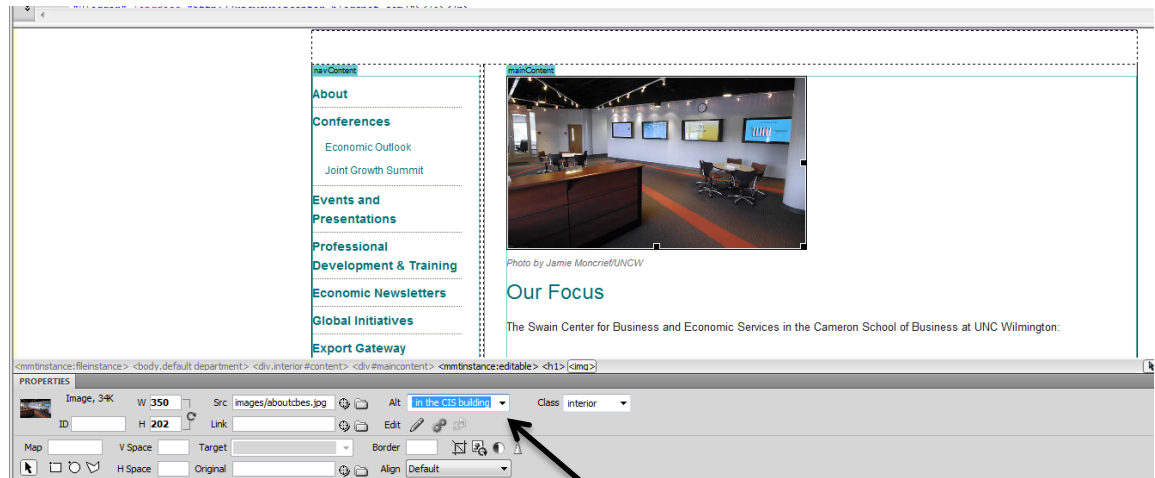 navContent
mainContent
About
Conferences
Economic Outlook
Joint Growth Summit
Events and
Presentations
Professional
Development & Training
Economic Newsletters
Global Initiatives
Export Gateway
Photo by Jamie Moncrief/UNCW
Our Focus
The Swain Center for Business and Economic Services in the Cameron School of Business at UNC Wilmington:
<mmtinstance:fileinstance> <body.default department> <div.interior#content> <div#maincontent> <mmtinstance:editable> <h1> <img>
PROPERTIES
Image, 34K W 350 Src images/aboutcbes.jpg Alt in the CIS building Class interior
ID H 202 Link Edit
Map V Space Target Border
H Space Original Align Default